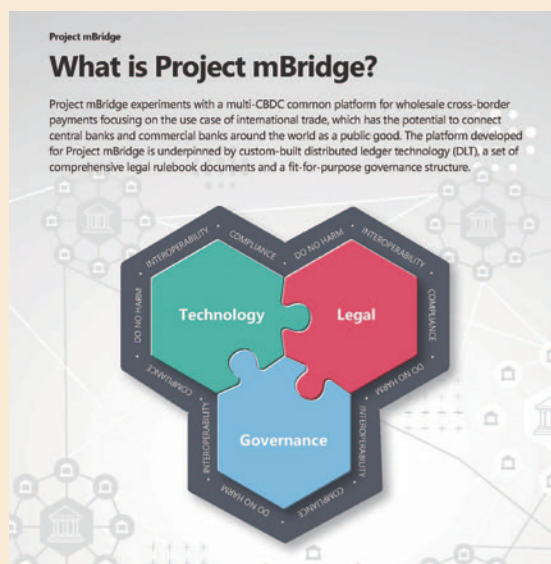 Project mBridge
What is Project mBridge?
Project mBridge experiments with a multi-CBDC common platform for wholesale cross-border
payments focusing on the use case of international trade, which has the potential to connect
central banks and commercial banks around the world as a public good. The platform developed
for Project mBridge is underpinned by custom-built distributed ledger technology (DLT), a set of
comprehensive legal rulebook documents and a fit-for-purpose governance structure.
DO NO HARM • INTEROPERABILITY • COMPLIANCE • DO NO HARM • INTEROPERABILITY • COMPLIANCE • DO NO HARM
Technology
Legal
COMPLIANCE
INTEROPERABILITY
Governance
INTEROPERABILITY
DO NO HARM • COMPLIANCE